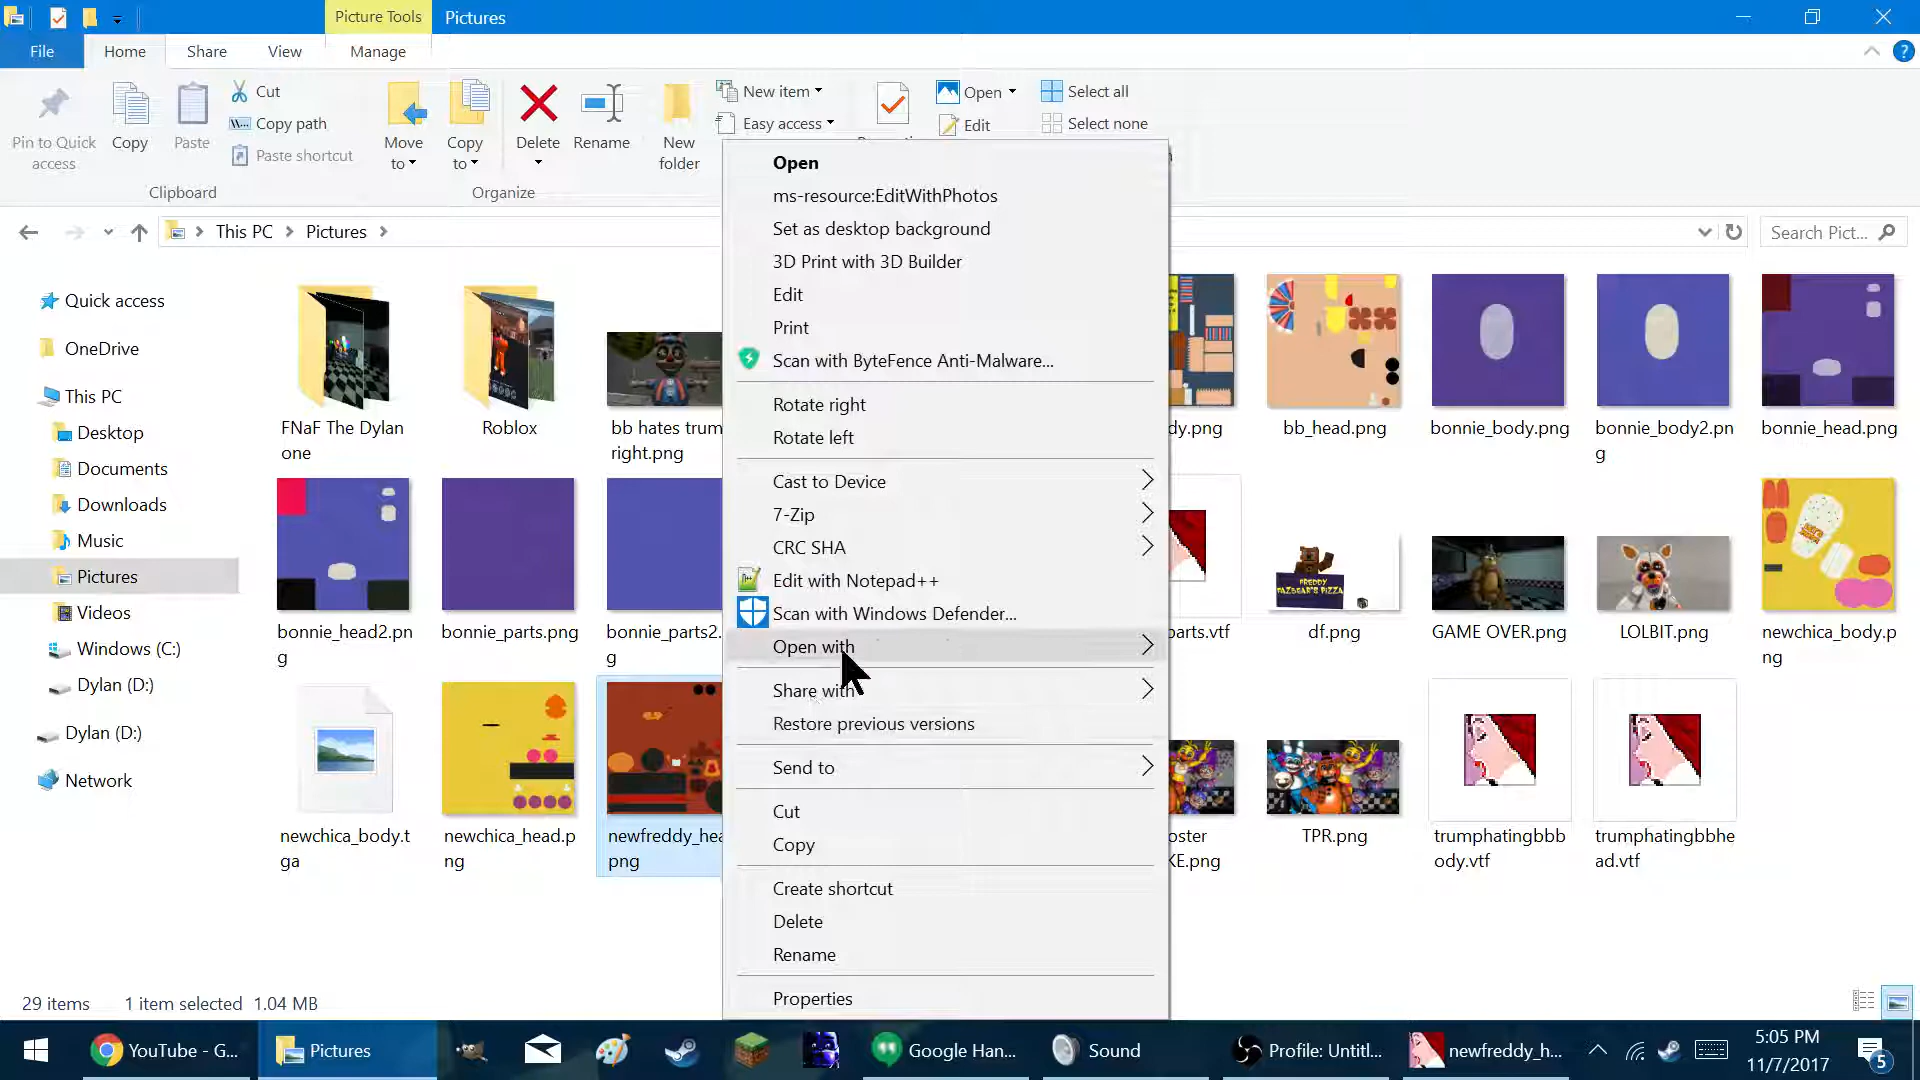 Picture Tools
Pictures
File
Home
Share
View
Manage
Pin to Quick
access
Copy
Paste
Cut
Copy path
Paste shortcut
Clipboard
Move
to
Copy
to
Delete
Rename
Organize
New
folder
New item
Easy access
Open
Edit
Select all
Select none
This PC
Pictures
Search Pict...
Quick access
OneDrive
This PC
Desktop
Documents
Downloads
Music
Pictures
Videos
Windows (C:)
Dylan (D:)
Dylan (D:)
Network
FNaF The Dylan
one
Roblox
bb hates trum
right.png
dy.png
bb_head.png
bonnie_body.png
bonnie_body2.pn
g
bonnie_head.png
bonnie_head2.pn
g
bonnie_parts.png
bonnie_parts2.
g
parts.vtf
FREDDY
FAZBEAR'S PIZZA
df.png
GAME OVER.png
LOLBIT.png
newchica_body.p
ng
newchica_body.t
ga
newchica_head.p
ng
newfreddy_hea
png
oster
KE.png
TPR.png
trumphatingbbb
ody.vtf
trumphatingbbhe
ad.vtf
Open
ms-resource:EditWithPhotos
Set as desktop background
3D Print with 3D Builder
Edit
Print
Scan with ByteFence Anti-Malware...
Rotate right
Rotate left
Cast to Device
7-Zip
CRC SHA
Edit with Notepad++
Scan with Windows Defender...
Open with
Share with
Restore previous versions
Send to
Cut
Copy
Create shortcut
Delete
Rename
Properties
29 items
1 item selected
1.04 MB
YouTube - G...
Pictures
Google Han...
Sound
Profile: Untitl...
newfreddy_h...
5:05 PM
11/7/2017
5